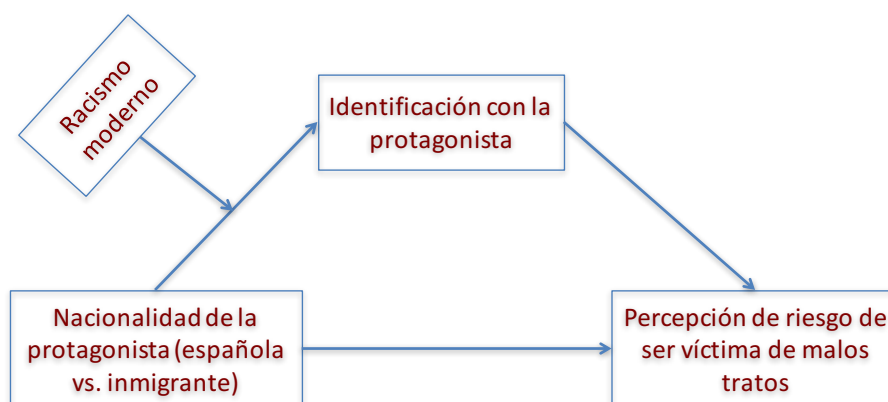 Racismo
moderno
Identificación con la
protagonista
Nacionalidad de la
protagonista (española
vs. inmigrante)
Percepción de riesgo de
ser víctima de malos
tratos